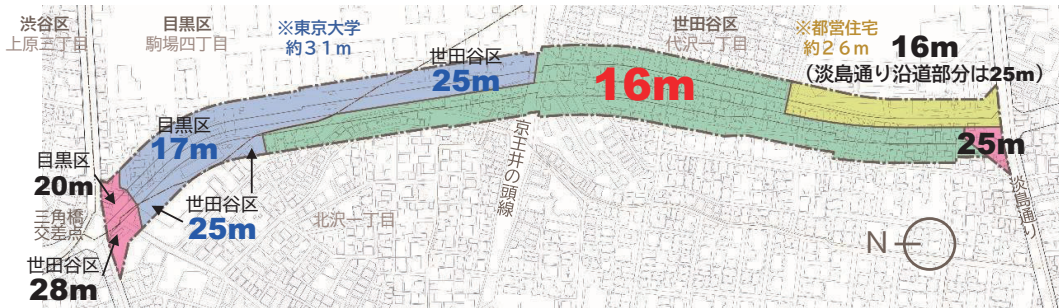 渋谷区
上原三丁目
目黒区
駒場四丁目
※東京大学
約31m
世田谷区
25m
世田谷区
代沢一丁目
※都営住宅
約26m
16m
(淡島通り沿道部分は25m)
16m
目黒区
17m
目黒区
20m
世田谷区
25m
三角橋
交差点
世田谷区
28m
北沢一丁目
京王井の頭線
25m
淡島通り
N